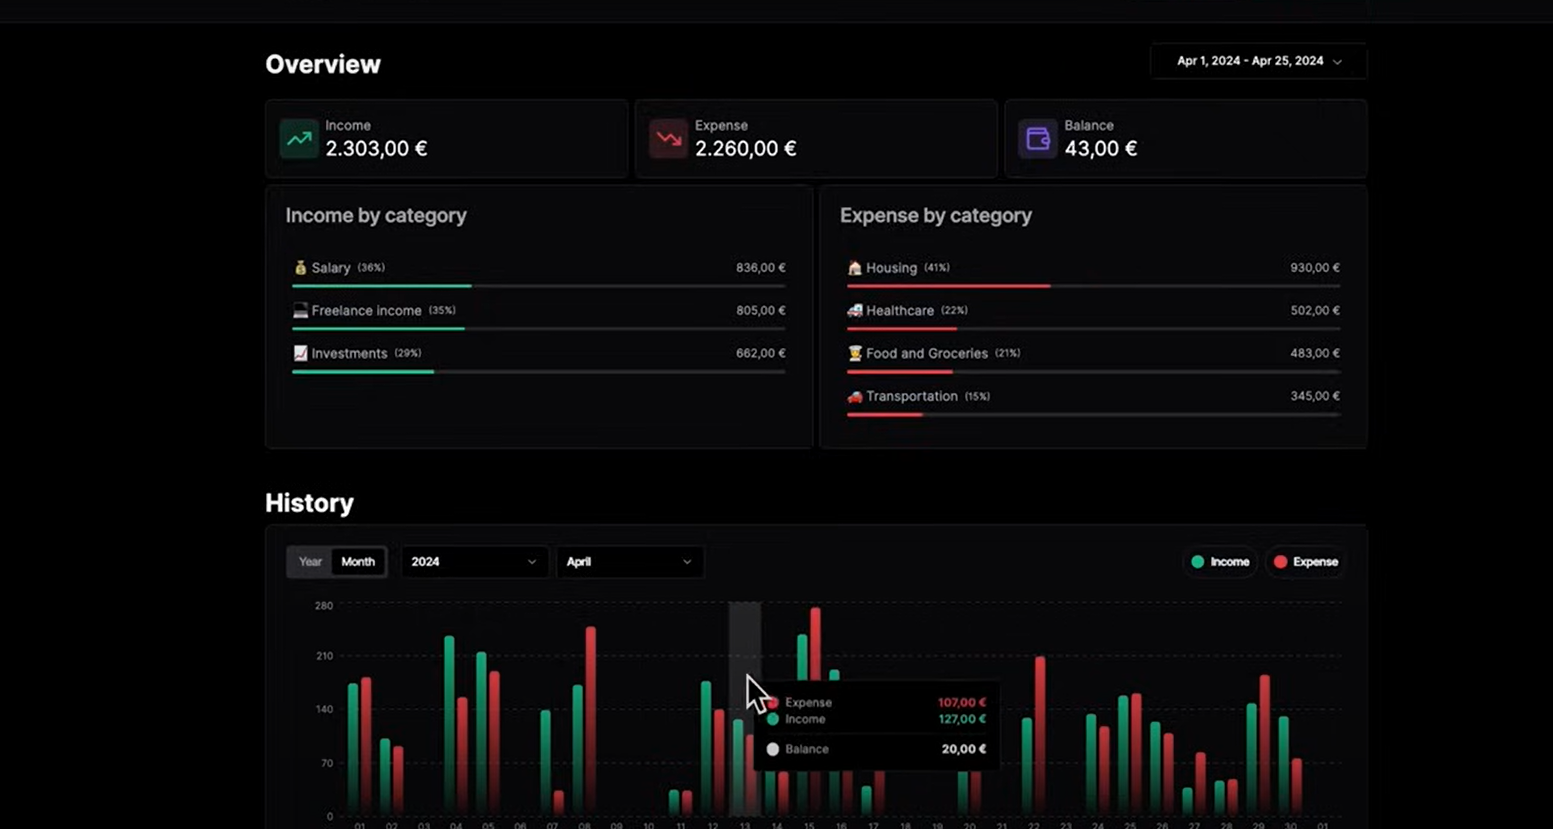 Overview
Apr 1, 2024 - Apr 25, 2024
Income
2.303,00 €
Expense
2.260,00 €
Balance
43,00 €
Income by category
Salary (36%) 836,00 €
Freelance income (35%) 805,00 €
Investments (29%) 662,00 €
Expense by category
Housing (41%) 930,00 €
Healthcare (22%) 502,00 €
Food and Groceries (21%) 483,00 €
Transportation (15%) 345,00 €
History
Year Month 2024 April Income Expense
280
210
140
70
0
Expense 107,00 €
Income 127,00 €
Balance 20,00 €
01 02 03 04 05 06 07 08 09 10 11 12 13 14 15 16 17 18 19 20 21 22 23 24 25 26 27 28 29 30 01